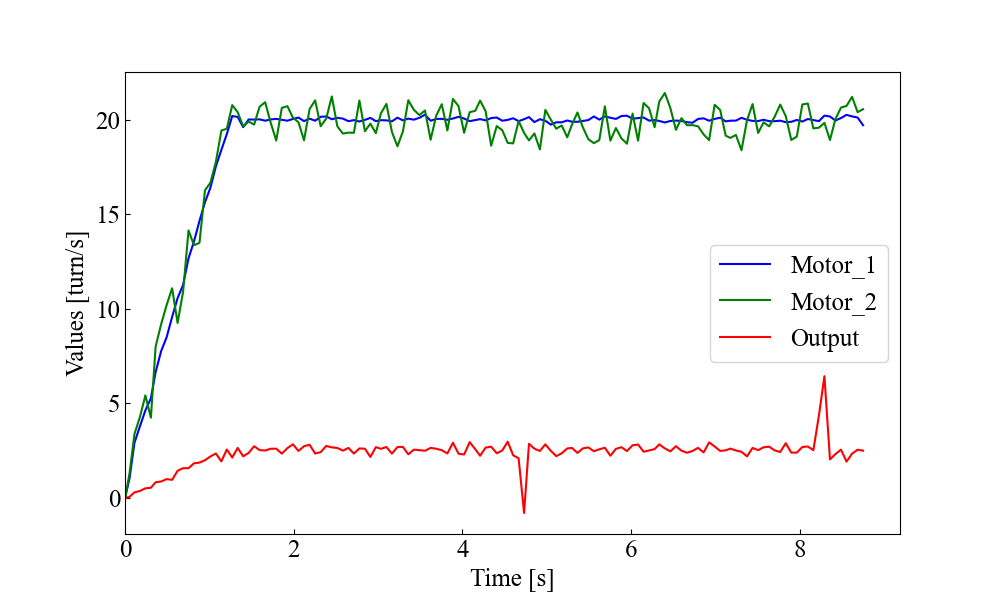 20
15
10
5
0
Values [turn/s]
Motor_1
Motor_2
Output
0 2 4 6 8
Time [s]